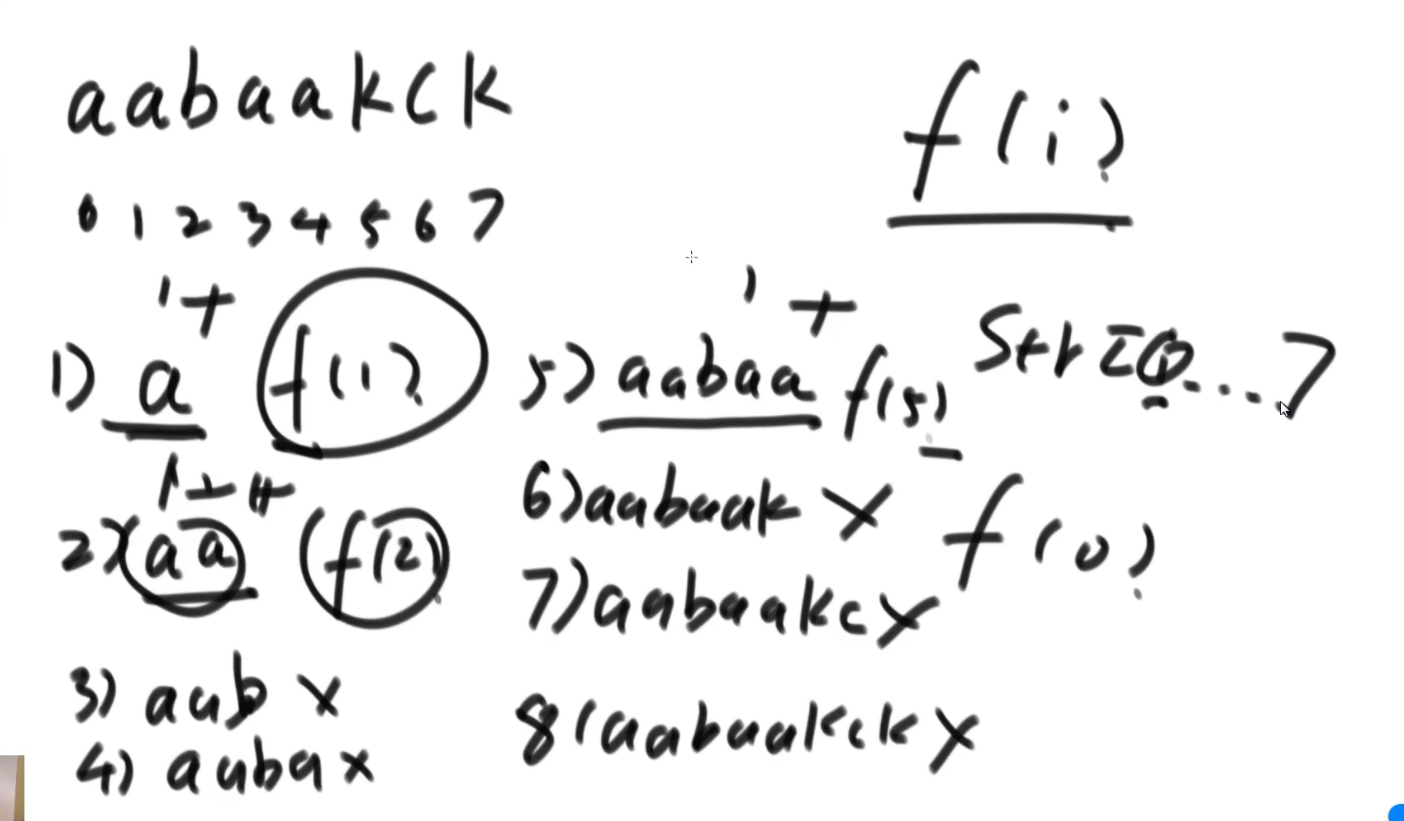 aabaakck
0 1 2 3 4 5 6 7
f(i)
1+
1) a f(1)
1+
2) aa f(2)
3) aab x
4) aaba x
1+
5) aabaa f(5)
6) aabaak x
7) aabaakc x
8) aabaakck x
str 0...7
f(0)